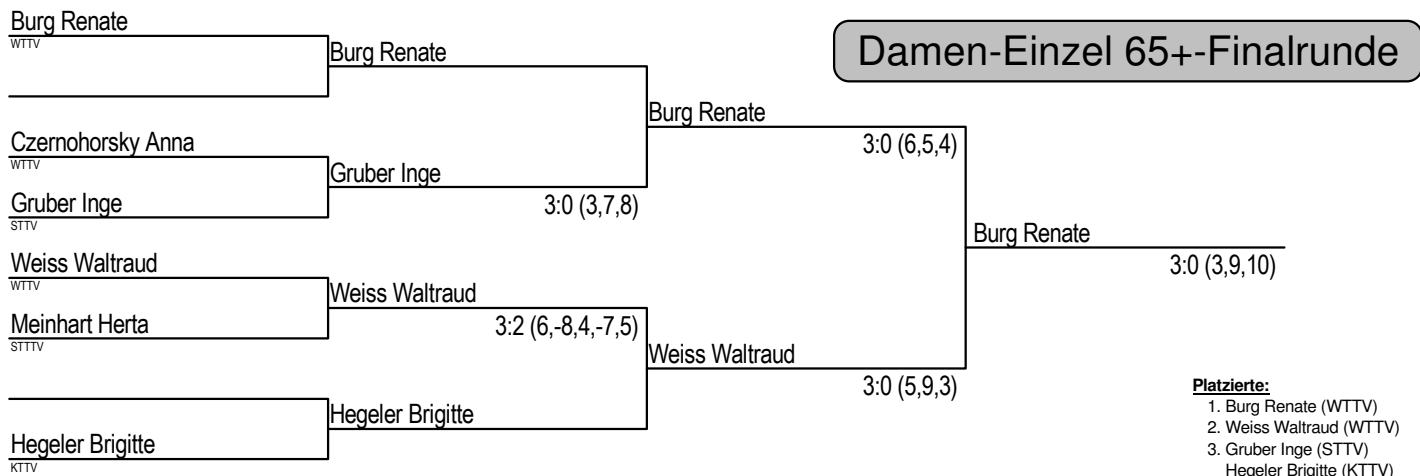 Damen-Einzel 65+-Finalrunde
Burg Renate
WTTV
Czernohorsky Anna
WTTV
Gruber Inge
STTV
Weiss Waltraud
WTTV
Meinhart Herta
STTTV
Hegeler Brigitte
KTTV
Burg Renate
Gruber Inge
3:0 (3,7,8)
Weiss Waltraud
3:2 (6,-8,4,-7,5)
Hegeler Brigitte
Burg Renate
3:0 (6,5,4)
Weiss Waltraud
3:0 (5,9,3)
Burg Renate
3:0 (3,9,10)
Platzierte:
1. Burg Renate (WTTV)
2. Weiss Waltraud (WTTV)
3. Gruber Inge (STTV)
Hegeler Brigitte (KTTV)